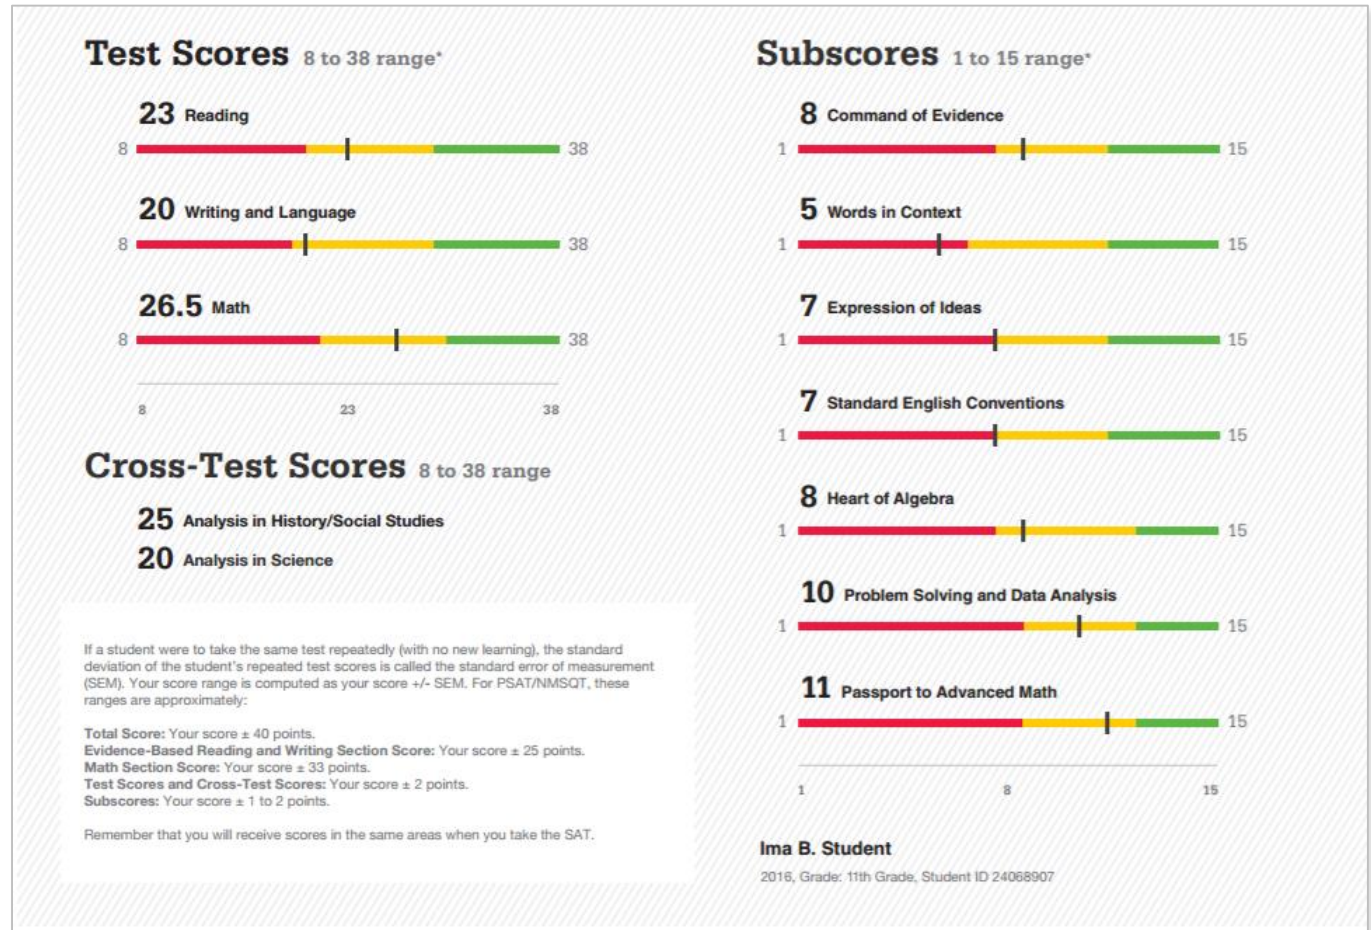 Test Scores 8 to 38 range*
23 Reading
8 38
20 Writing and Language
8 38
26.5 Math
8 38
8 23 38
Cross-Test Scores 8 to 38 range
25 Analysis in History/Social Studies
20 Analysis in Science
If a student were to take the same test repeatedly (with no new learning), the standard
deviation of the student's repeated test scores is called the standard error of measurement
(SEM). Your score range is computed as your score +/- SEM. For PSAT/NMSQT, these
ranges are approximately:
Total Score: Your score ± 40 points.
Evidence-Based Reading and Writing Section Score: Your score ± 25 points.
Math Section Score: Your score ± 33 points.
Test Scores and Cross-Test Scores: Your score ± 2 points.
Subscores: Your score ± 1 to 2 points.
Remember that you will receive scores in the same areas when you take the SAT.
Subscores 1 to 15 range*
8 Command of Evidence
1 15
5 Words in Context
1 15
7 Expression of Ideas
1 15
7 Standard English Conventions
1 15
8 Heart of Algebra
1 15
10 Problem Solving and Data Analysis
1 15
11 Passport to Advanced Math
1 15
1 8 15
Ima B. Student
2016, Grade: 11th Grade, Student ID 24068907